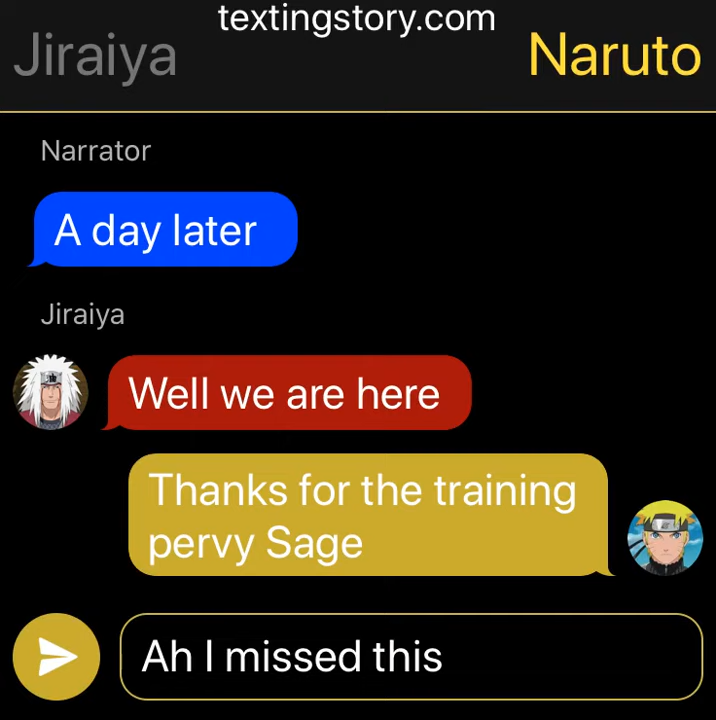 textingstory.com
Jiraiya
Naruto
Narrator
A day later
Jiraiya
Well we are here
Thanks for the training
pervy Sage
Ah I missed this